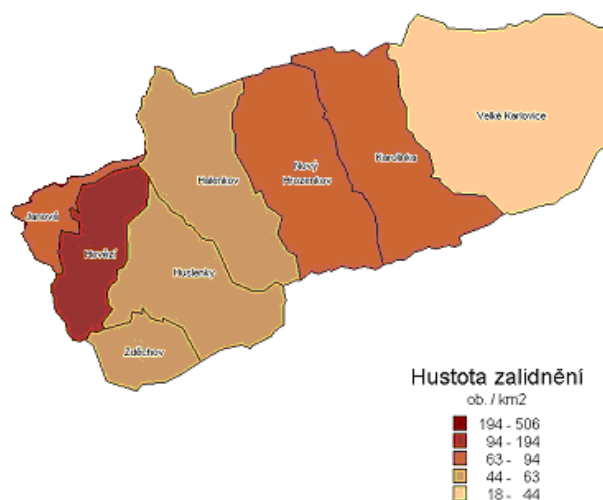 Velké Karlovice
Karolinka
Nový
Hrozenkov
Halenkov
Janová
Hovězí
Huslenky
Zděchov
Hustota zalidnění
ob. / km2
194 - 506
94 - 194
63 - 94
44 - 63
18 - 44